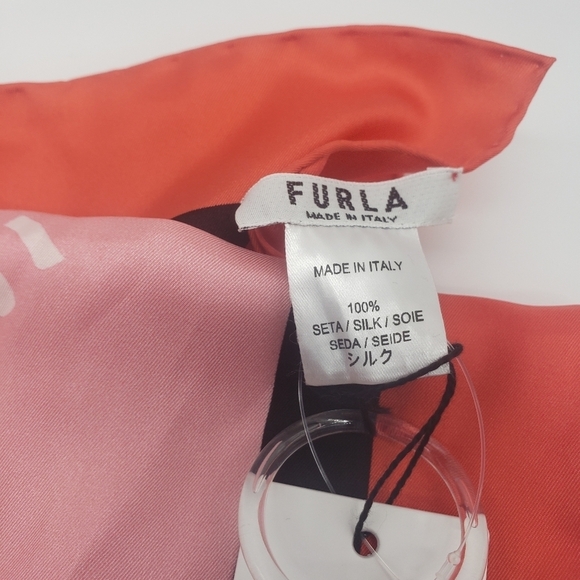 FURLA
MADE IN ITALY
MADE IN ITALY
100%
SETA / SILK / SOIE
SEDA / SEIDE
シルク